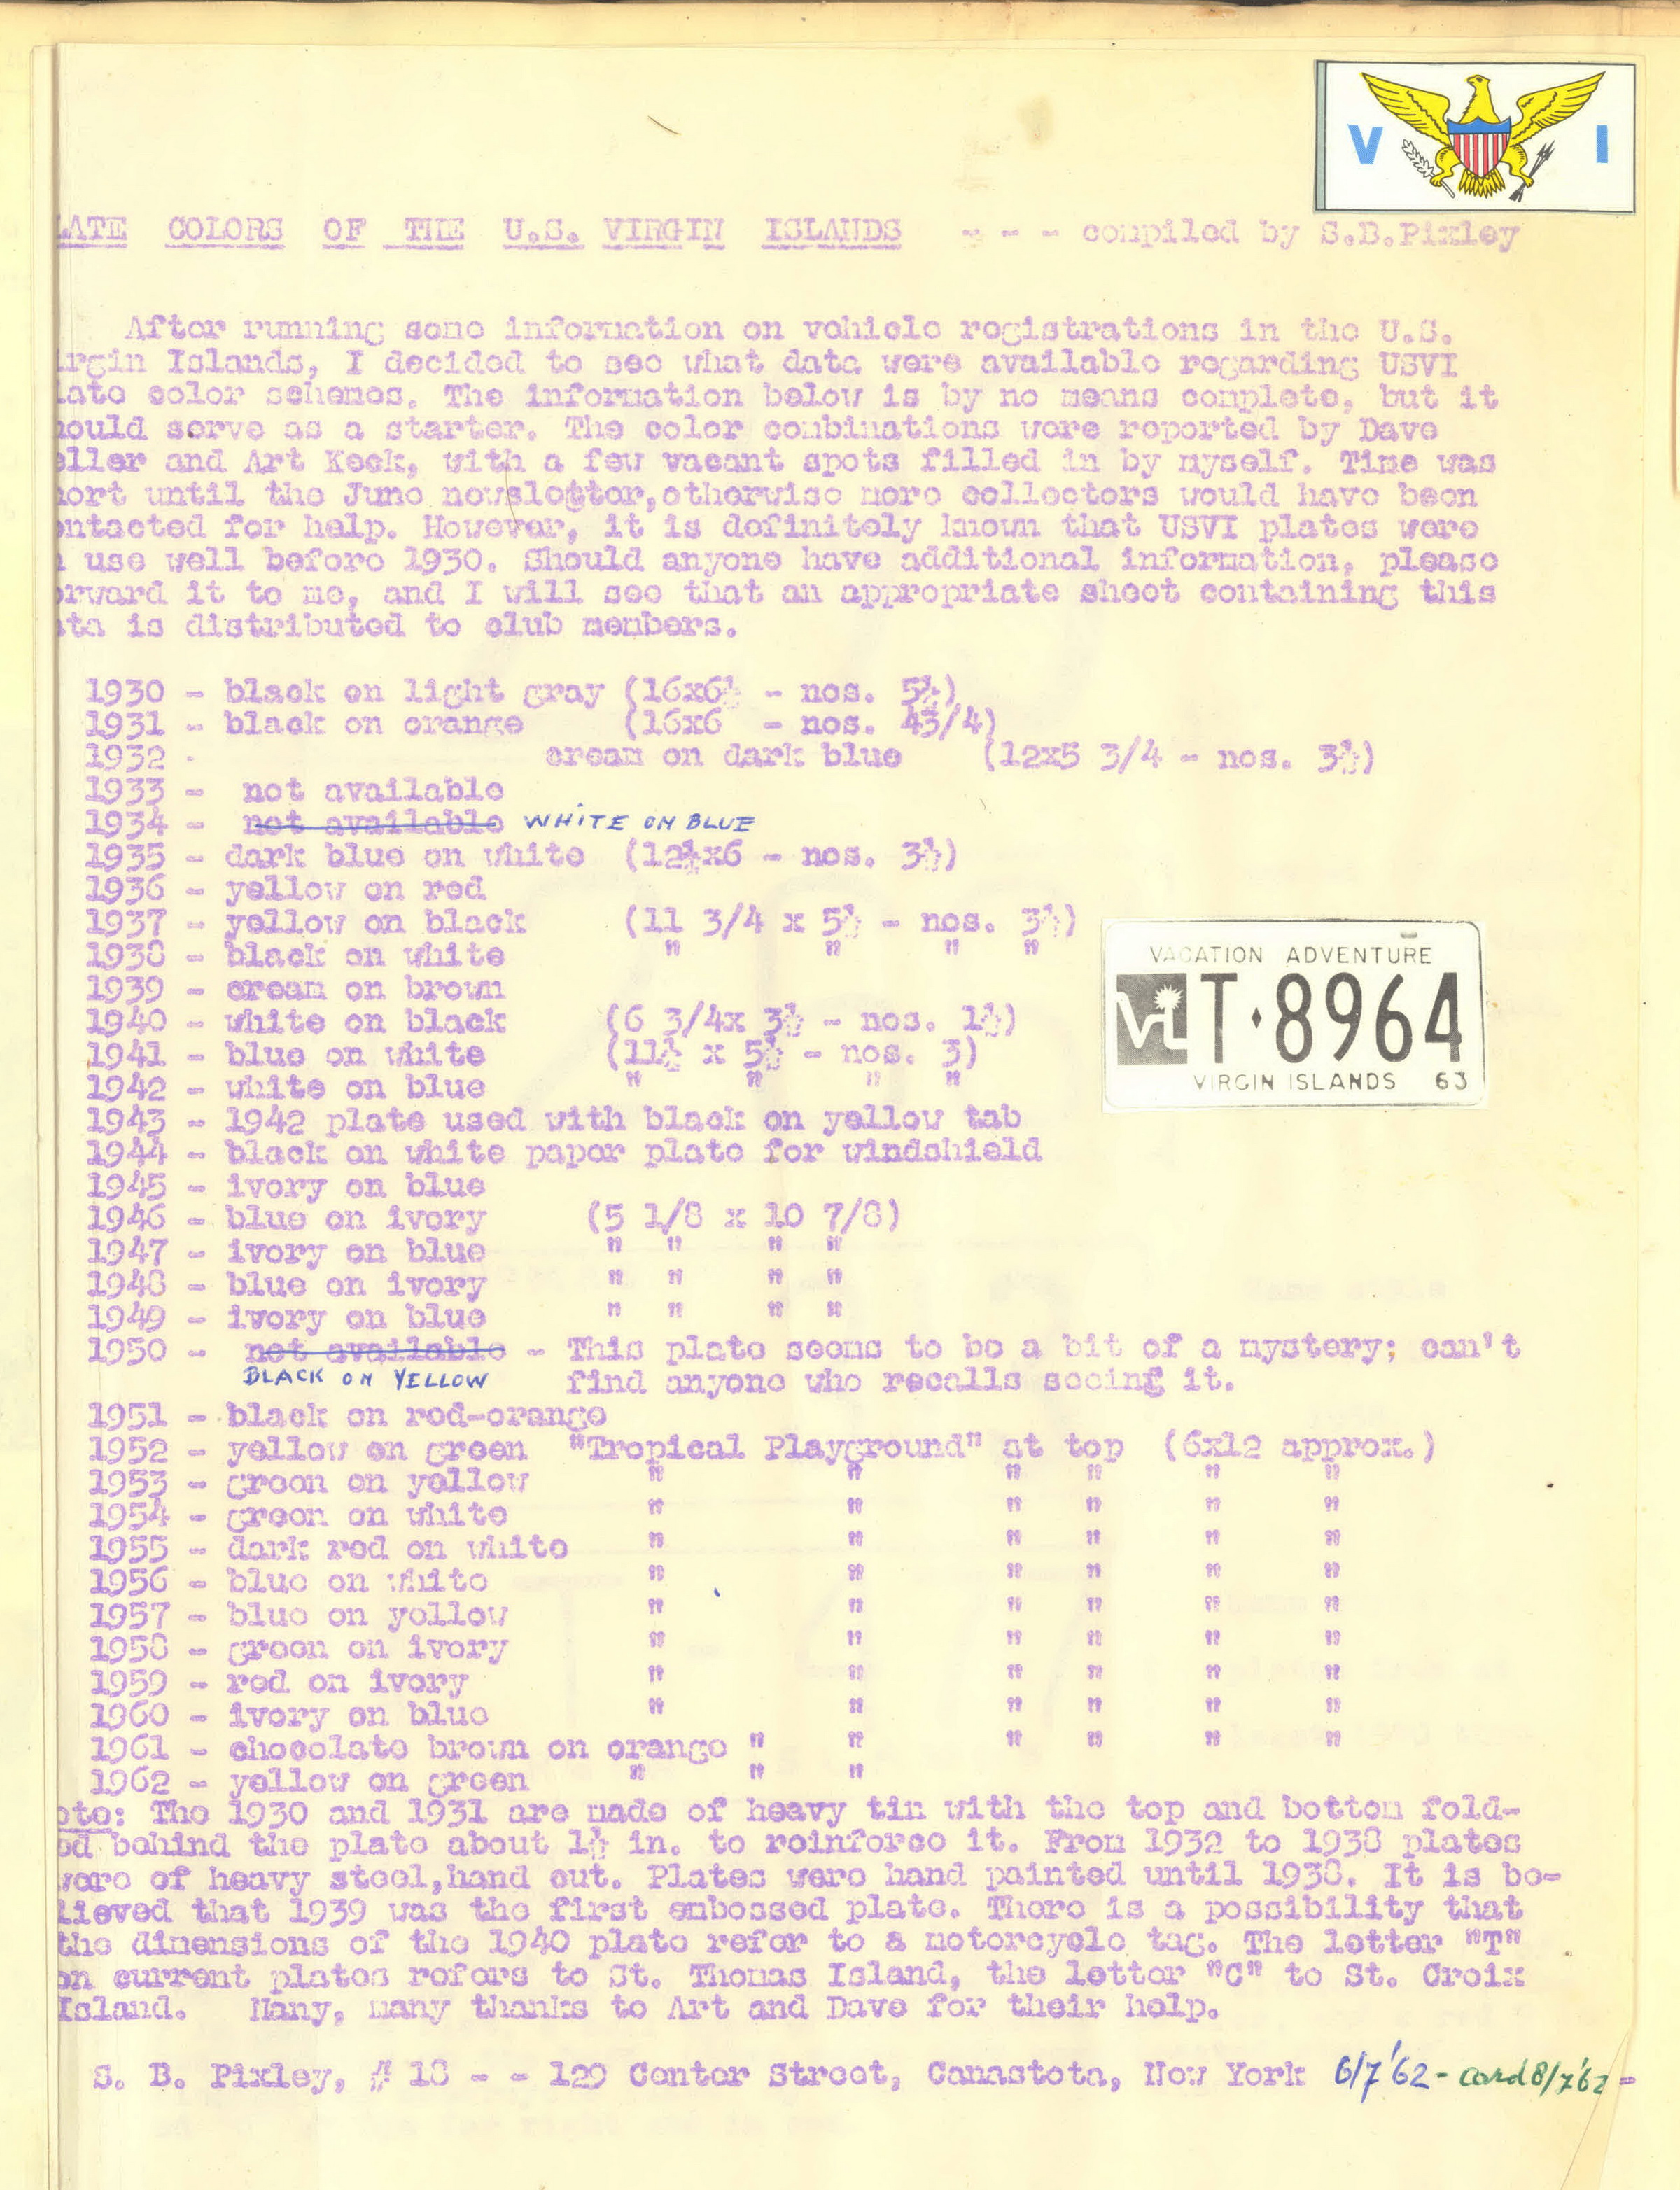 V I
LATE COLORS OF THE U.S. VIRGIN ISLANDS - - - compiled by S.B.Pixley
After running some information on vehicle registrations in the U.S.
irgin Islands, I decided to see what data were available regarding USVI
late color schemes. The information below is by no means complete, but it
hould serve as a starter. The color combinations were reported by Dave
eller and Art Keck, with a few vacant spots filled in by myself. Time was
hort until the June newsletter,otherwise more collectors would have been
ontacted for help. However, it is definitely known that USVI plates were
n use well before 1930. Should anyone have additional information, please
orward it to me, and I will see that an appropriate sheet containing this
ata is distributed to club members.
1930 - black on light gray (16x6½ - nos. 5½)
1931 - black on orange (16x6 - nos. 43/4)
1932 - cream on dark blue (12x5 3/4 - nos. 3½)
1933 - not available
1934 - not available WHITE ON BLUE
1935 - dark blue on white (12¼x6 - nos. 3½)
1936 - yellow on red
1937 - yellow on black (11 3/4 x 5½ - nos. 3½)
1938 - black on white " " " "
1939 - cream on brown
1940 - white on black (6 3/4x 3½ - nos. 1½)
1941 - blue on white (11½ x 5½ - nos. 3)
1942 - white on blue " " " "
1943 - 1942 plate used with black on yellow tab
1944 - black on white paper plate for windshield
1945 - ivory on blue
1946 - blue on ivory (5 1/8 x 10 7/8)
1947 - ivory on blue " " " "
1948 - blue on ivory " " " "
1949 - ivory on blue " " " "
1950 - not available - This plate seems to be a bit of a mystery; can't
BLACK ON YELLOW find anyone who recalls seeing it.
1951 - black on red-orange
1952 - yellow on green "Tropical Playground" at top (6x12 approx.)
1953 - green on yellow " " " " " "
1954 - green on white " " " " " "
1955 - dark red on white " " " " " "
1956 - blue on white " " " " " "
1957 - blue on yellow " " " " " "
1958 - green on ivory " " " " " "
1959 - red on ivory " " " " " "
1960 - ivory on blue " " " " " "
1961 - chocolate brown on orange " " " " " "
1962 - yellow on green " " "
VACATION ADVENTURE
VI T·8964
VIRGIN ISLANDS 63
ote: The 1930 and 1931 are made of heavy tin with the top and bottom fold-
ed behind the plate about 1½ in. to reinforce it. From 1932 to 1938 plates
were of heavy steel,hand cut. Plates were hand painted until 1938. It is be-
lieved that 1939 was the first embossed plate. There is a possibility that
the dimensions of the 1940 plate refer to a motorcycle tag. The letter "T"
on current plates refers to St. Thomas Island, the letter "C" to St. Croix
Island. Many, many thanks to Art and Dave for their help.
S. B. Pixley, # 18 - - 129 Center Street, Canastota, New York 6/7'62 - card 8/7'62 -